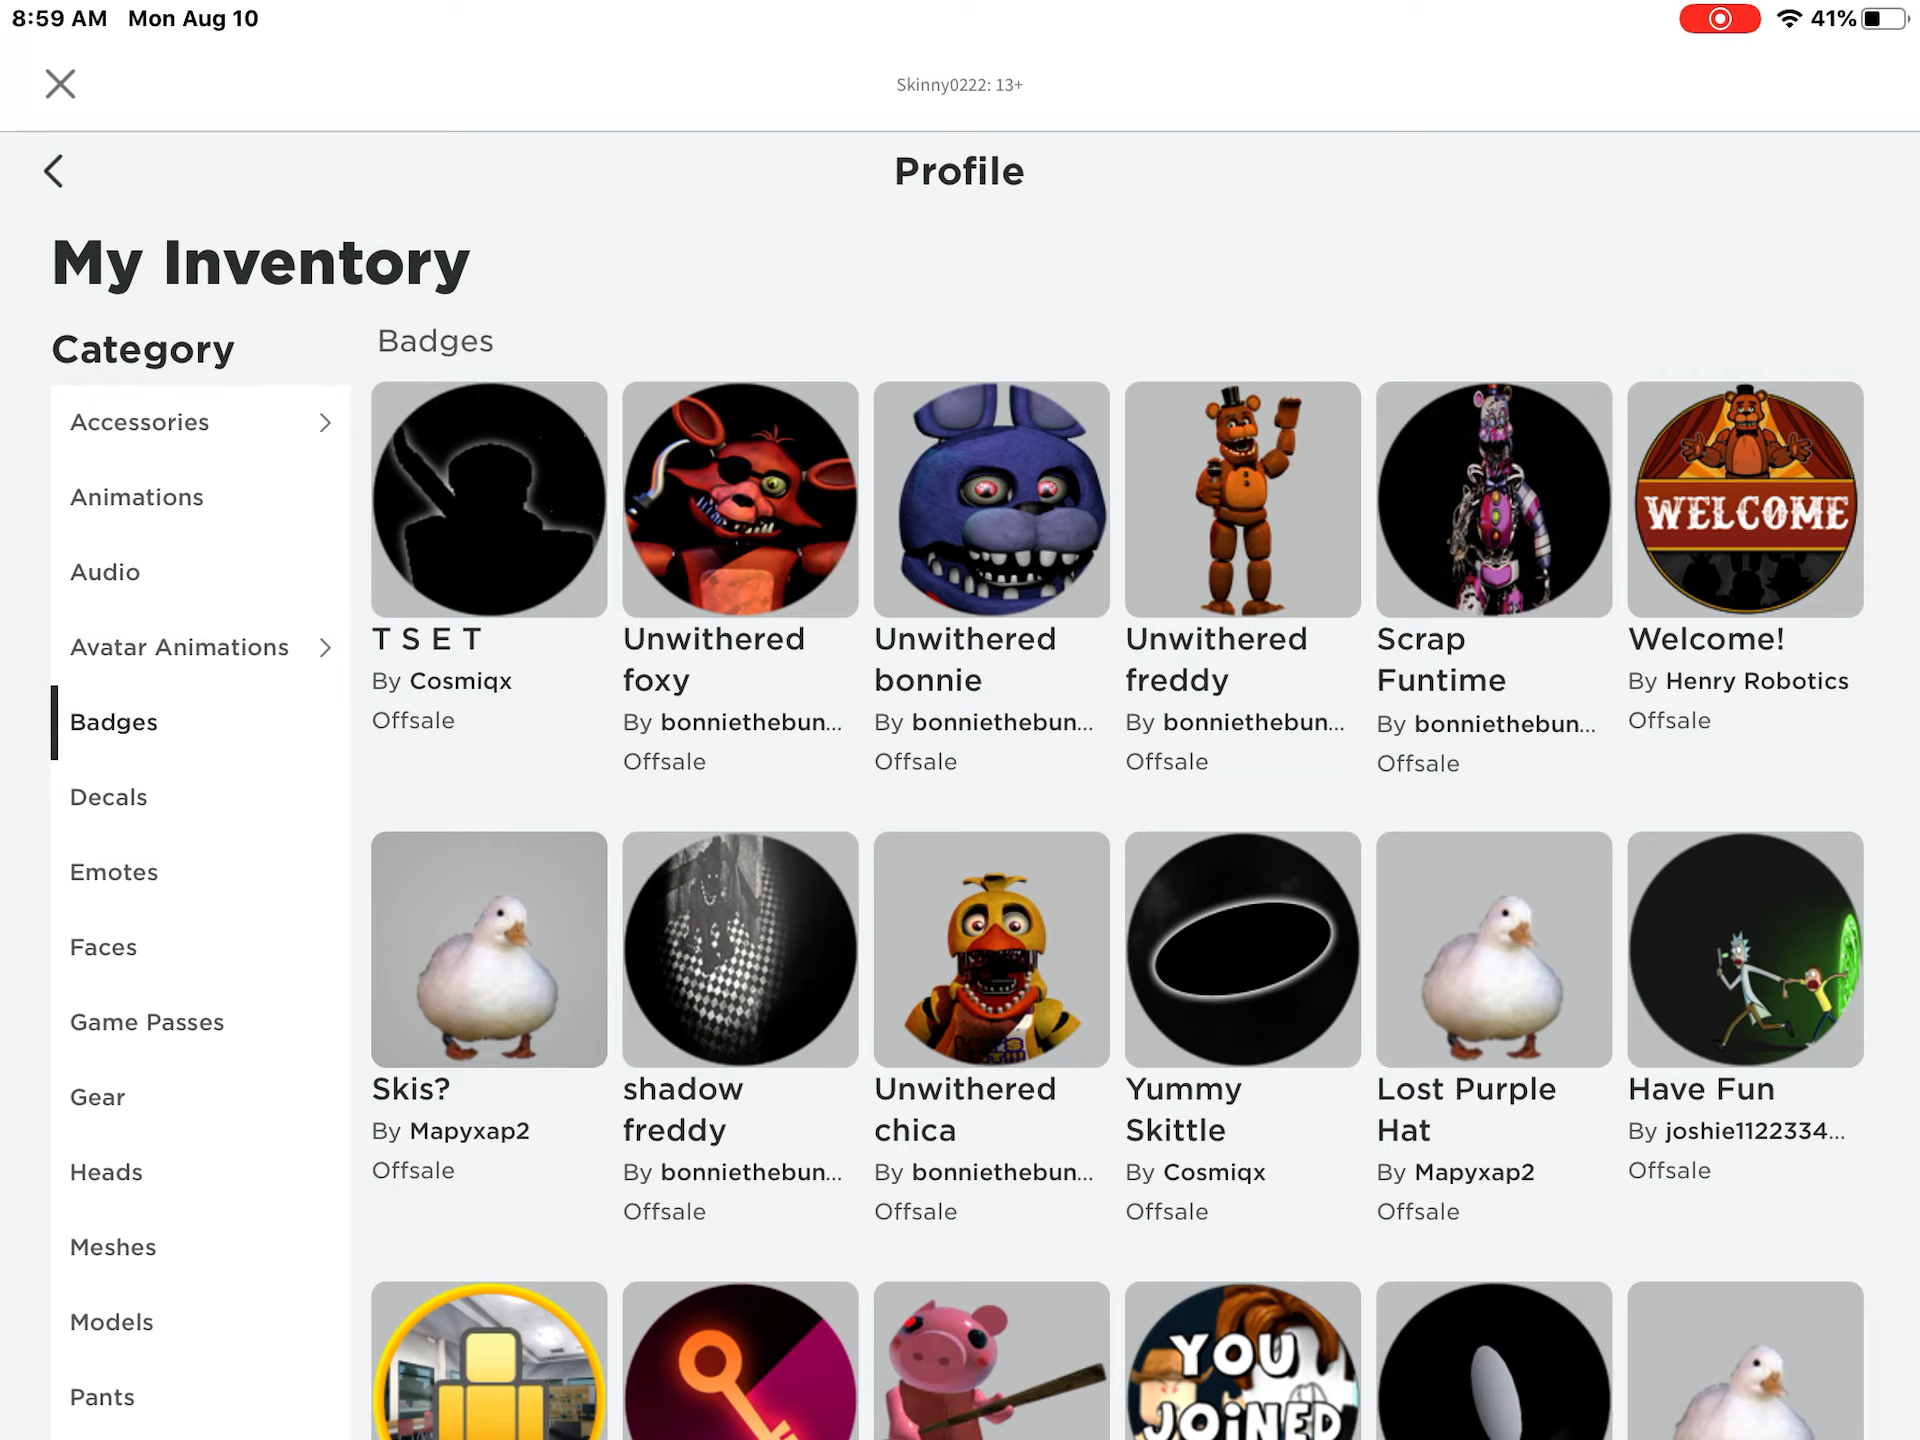 8:59 AM Mon Aug 10
41%
Skinny0222: 13+
Profile
My Inventory
Category
Accessories
Animations
Audio
Avatar Animations
Badges
Decals
Emotes
Faces
Game Passes
Gear
Heads
Meshes
Models
Pants
Badges
T S E T
By Cosmiqx
Offsale
Unwithered
foxy
By bonniethebun...
Offsale
Unwithered
bonnie
By bonniethebun...
Offsale
Unwithered
freddy
By bonniethebun...
Offsale
Scrap
Funtime
By bonniethebun...
Offsale
WELCOME
Welcome!
By Henry Robotics
Offsale
Skis?
By Mapyxap2
Offsale
shadow
freddy
By bonniethebun...
Offsale
Unwithered
chica
By bonniethebun...
Offsale
Yummy
Skittle
By Cosmiqx
Offsale
Lost Purple
Hat
By Mapyxap2
Offsale
Have Fun
By joshie1122334...
Offsale
YOU
JOiNED